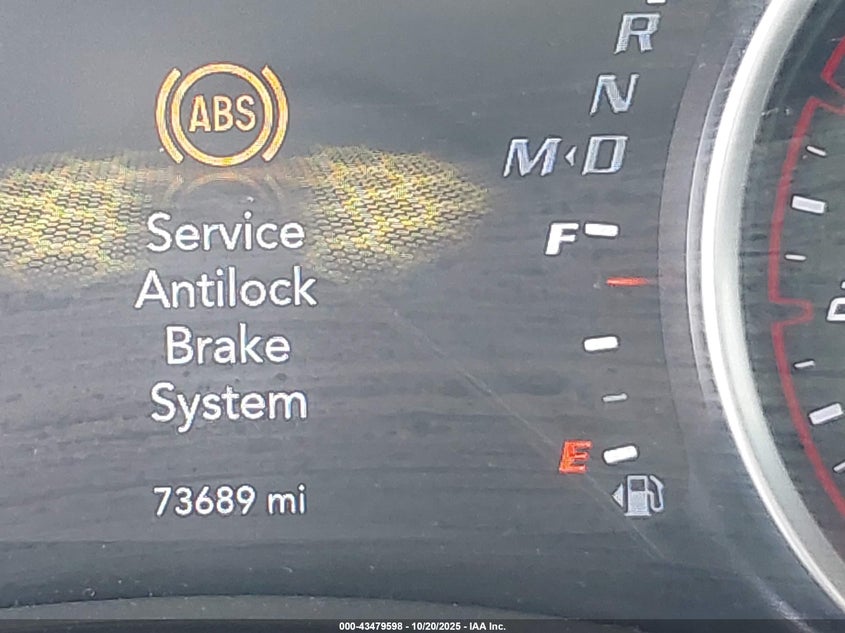 ABS
Service
Antilock
Brake
System
73689 mi
R
N
M D
F
E
000-43479598 - 10/20/2025 - IAA Inc.